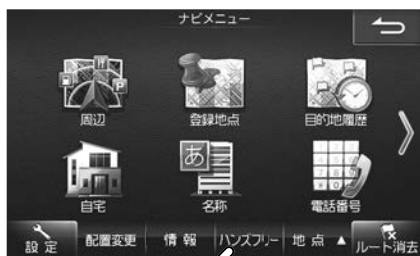 ナビメニュー
周辺 登録地点 目的地履歴
自宅 名称 電話番号
設定 配置変更 情報 ハンズフリー 地点 ▲ ルート消去